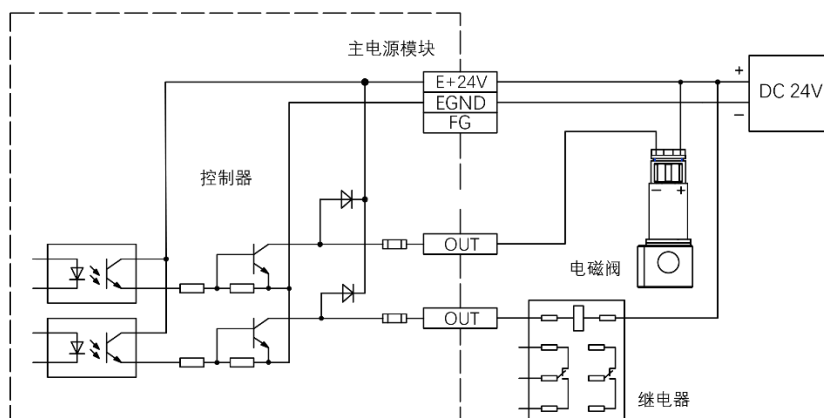 主电源模块
E+24V
EGND
FG
+
DC 24V
−
控制器
− +
OUT
电磁阀
OUT
继电器